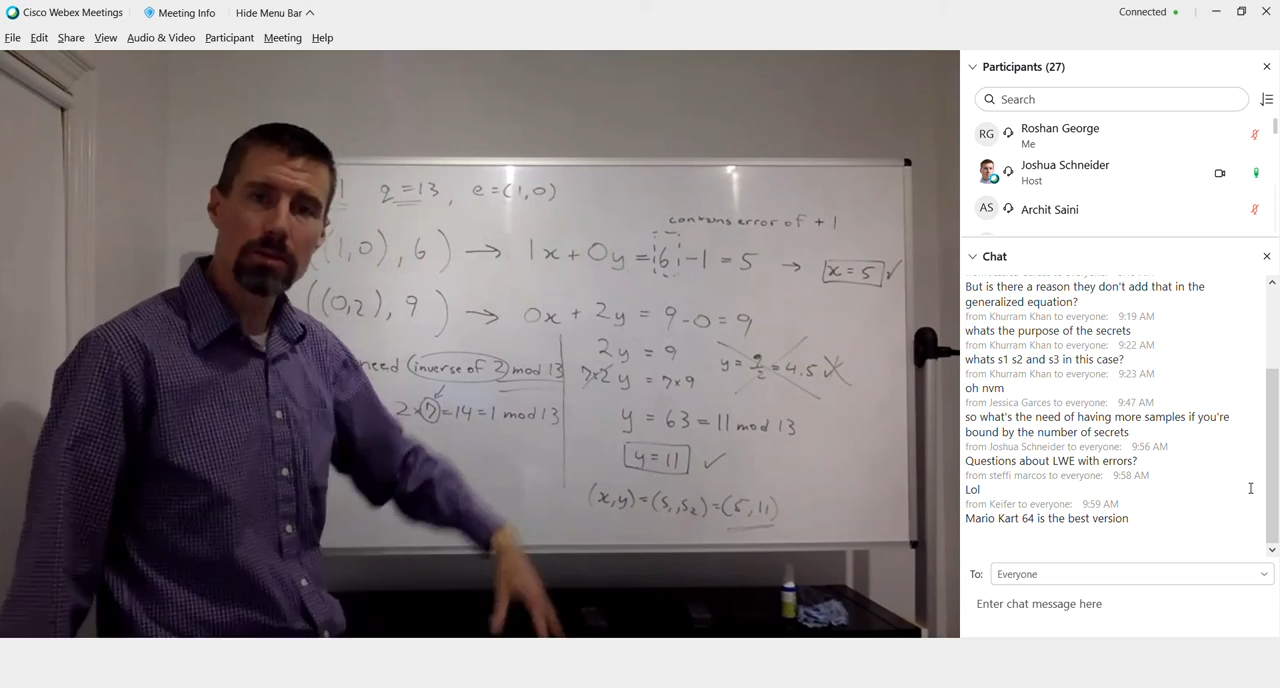 Cisco Webex Meetings
Meeting Info
Hide Menu Bar
Connected
File Edit Share View Audio & Video Participant Meeting Help
1 q=13, e=(1,0)
contains error of +1
(1,0), 6) → 1x+0y=6-1=5 → x=5 ✓
((0,2), 9) → 0x+2y=9-0=9
need (inverse of 2) mod 13
2×7=14=1 mod 13
2y=9
y=9/2=4.5
7×2y=7×9
y=63=11 mod 13
y=11 ✓
(x,y)=(s1,s2)=(5,11)
Participants (27)
Search
RG Roshan George
Me
Joshua Schneider
Host
AS Archit Saini
Chat
But is there a reason they don't add that in the
generalized equation?
from Khurram Khan to everyone: 9:19 AM
whats the purpose of the secrets
from Khurram Khan to everyone: 9:22 AM
whats s1 s2 and s3 in this case?
from Khurram Khan to everyone: 9:23 AM
oh nvm
from Jessica Garces to everyone: 9:47 AM
so what's the need of having more samples if you're
bound by the number of secrets
from Joshua Schneider to everyone: 9:56 AM
Questions about LWE with errors?
from steffi marcos to everyone: 9:58 AM
Lol
from Keifer to everyone: 9:59 AM
Mario Kart 64 is the best version
To: Everyone
Enter chat message here